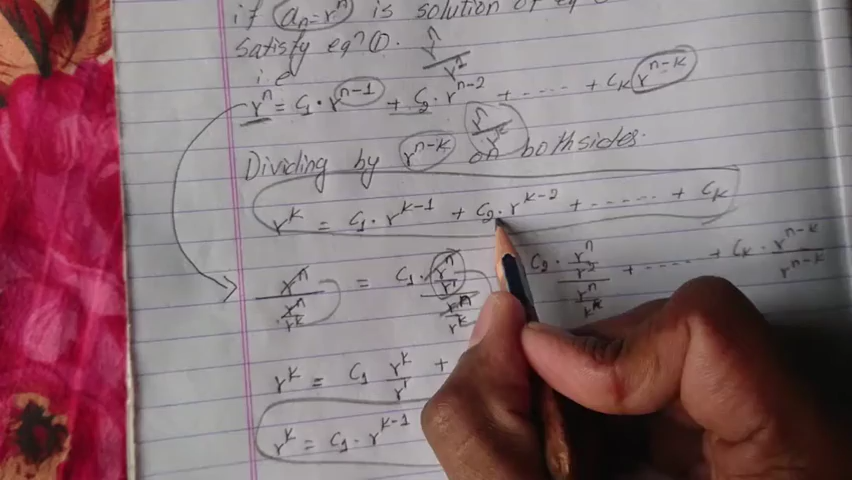 if aₙ=rⁿ is solution of eq
satisfy eqⁿ ①. rⁿ/r²
i.e
rⁿ = C₁·rⁿ⁻¹ + C₂·rⁿ⁻² + ..... + Cₖ rⁿ⁻ᵏ
Dividing by rⁿ⁻ᵏ on bothsides.
rᵏ = C₁·rᵏ⁻¹ + C₂·rᵏ⁻² + ...... + Cₖ
rⁿ/(rⁿ/rᵏ) = C₁·(rⁿ/r¹)/(rⁿ/rᵏ) C₂·(rⁿ/r²)/(rⁿ/rᵏ) + ..... + Cₖ·rⁿ⁻ᵏ/rⁿ⁻ᵏ
rᵏ = C₁ rᵏ/r¹ +
rᵏ = C₁·rᵏ⁻¹